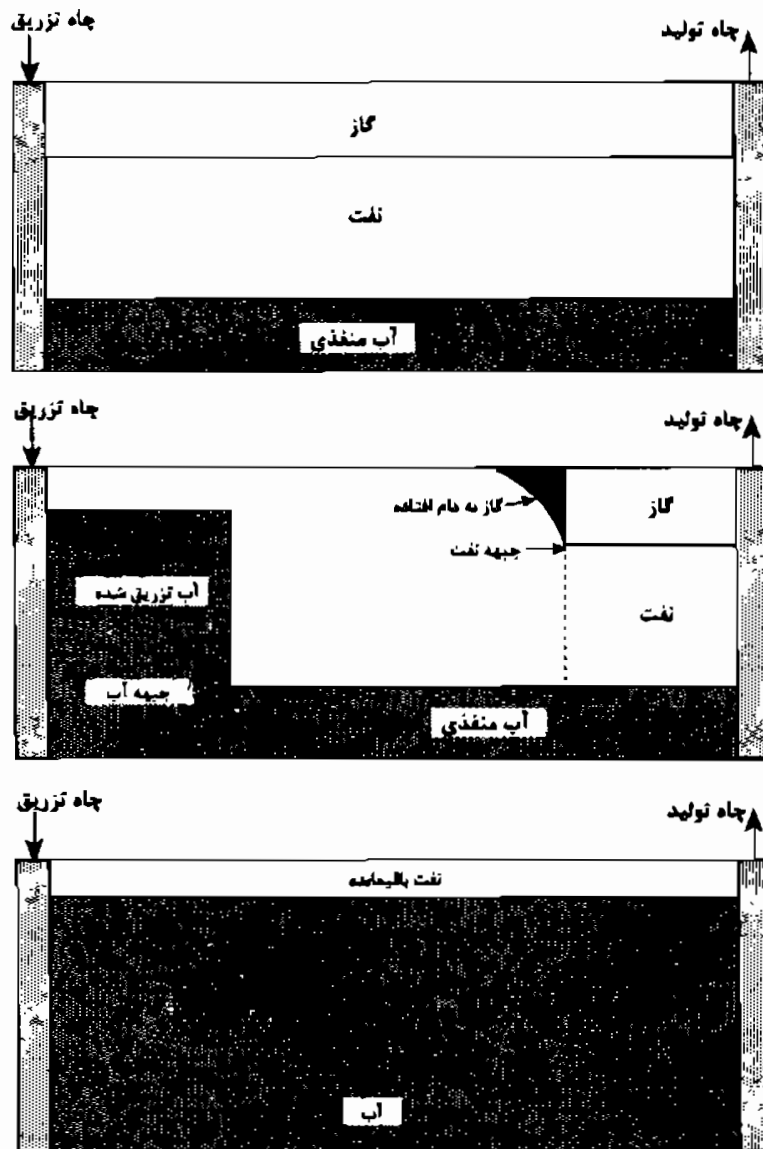 چاه تزریق
چاه تولید
گاز
نفت
آب منفذی
چاه تزریق
چاه تولید
گاز به دام افتاده
گاز
جبهه نفت
آب تزریق شده
نفت
جبهه آب
آب منفذی
چاه تزریق
چاه تولید
نفت باقیمانده
آب